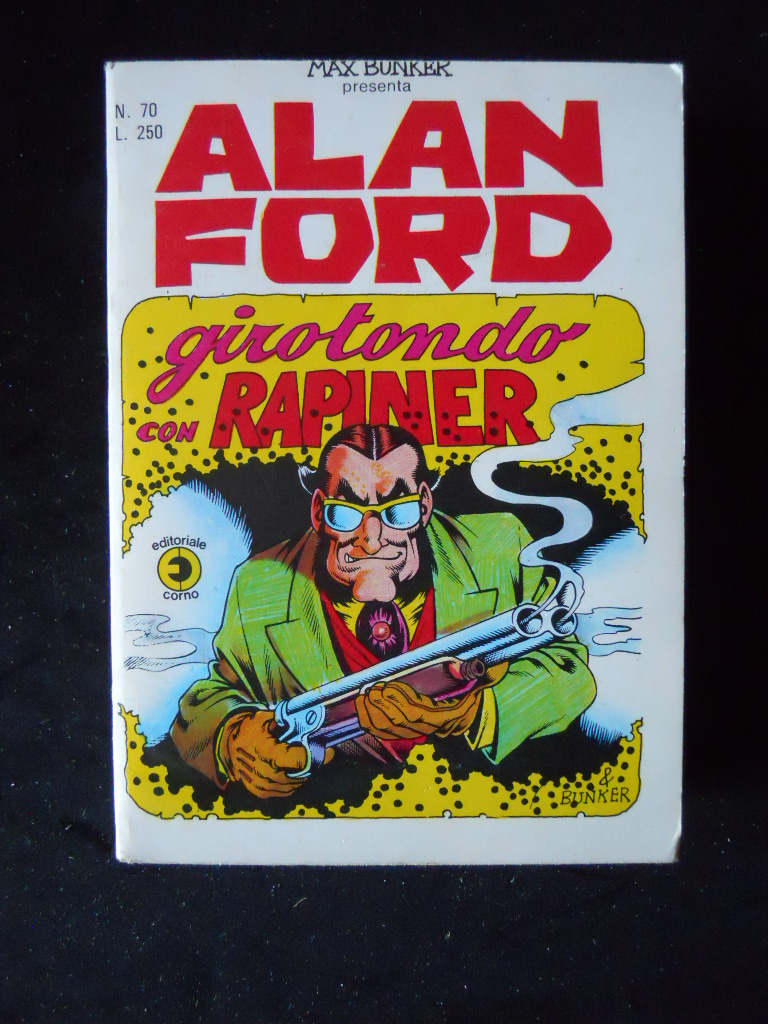 MAX BUNKER
presenta
N. 70
L. 250
ALAN
FORD
girotondo
CON RAPINER
editoriale
corno
&
BUNKER